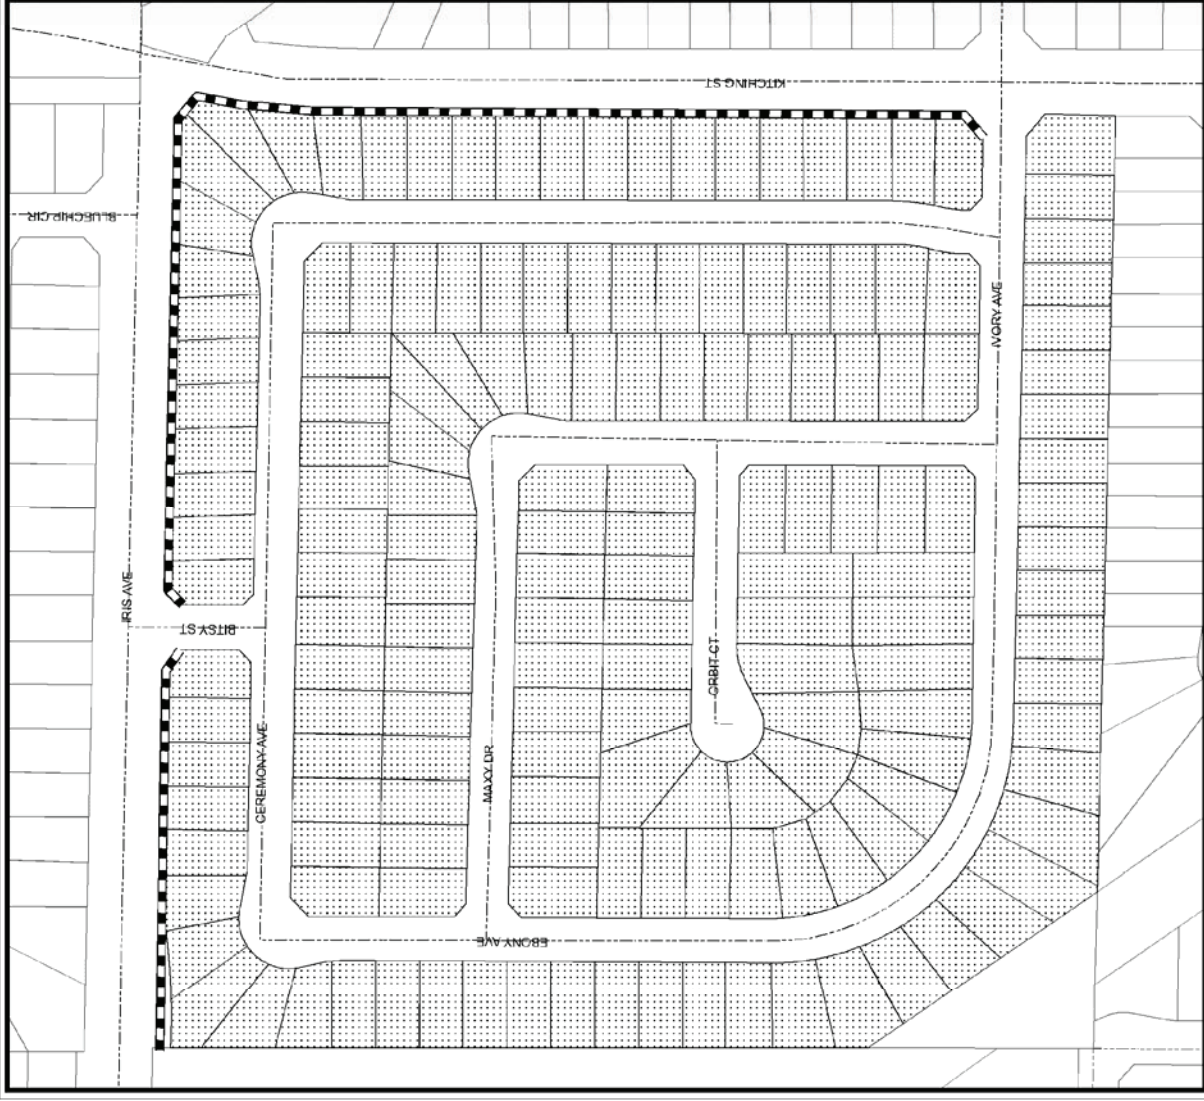 KITCHING ST
BLUECHIP CIR
IVORY AVE
IRIS AVE
BITSY ST
ORBIT CT
CEREMONY AVE
MAXY DR
EBONY AVE